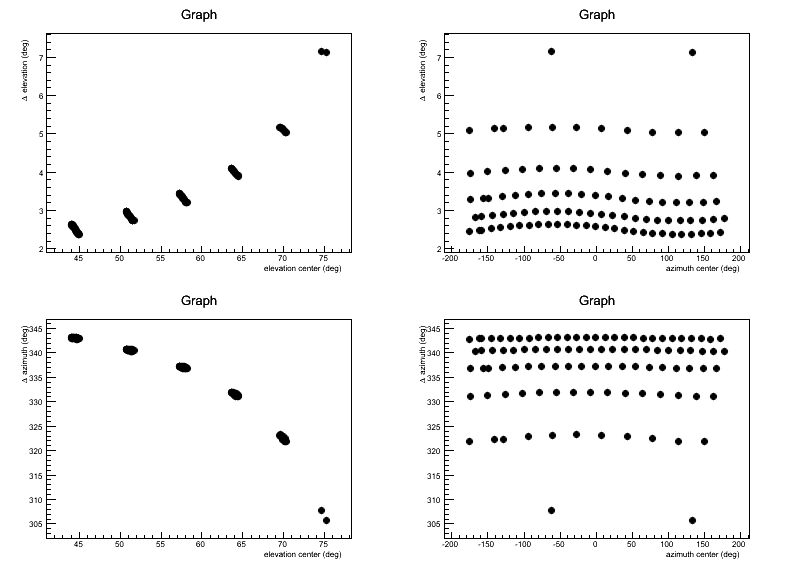 Graph
Δ elevation (deg)
7
6
5
4
3
2
45 50 55 60 65 70 75
elevation center (deg)
Graph
Δ elevation (deg)
7
6
5
4
3
2
-200 -150 -100 -50 0 50 100 150 200
azimuth center (deg)
Graph
Δ azimuth (deg)
345
340
335
330
325
320
315
310
305
45 50 55 60 65 70 75
elevation center (deg)
Graph
Δ azimuth (deg)
345
340
335
330
325
320
315
310
305
-200 -150 -100 -50 0 50 100 150 200
azimuth center (deg)